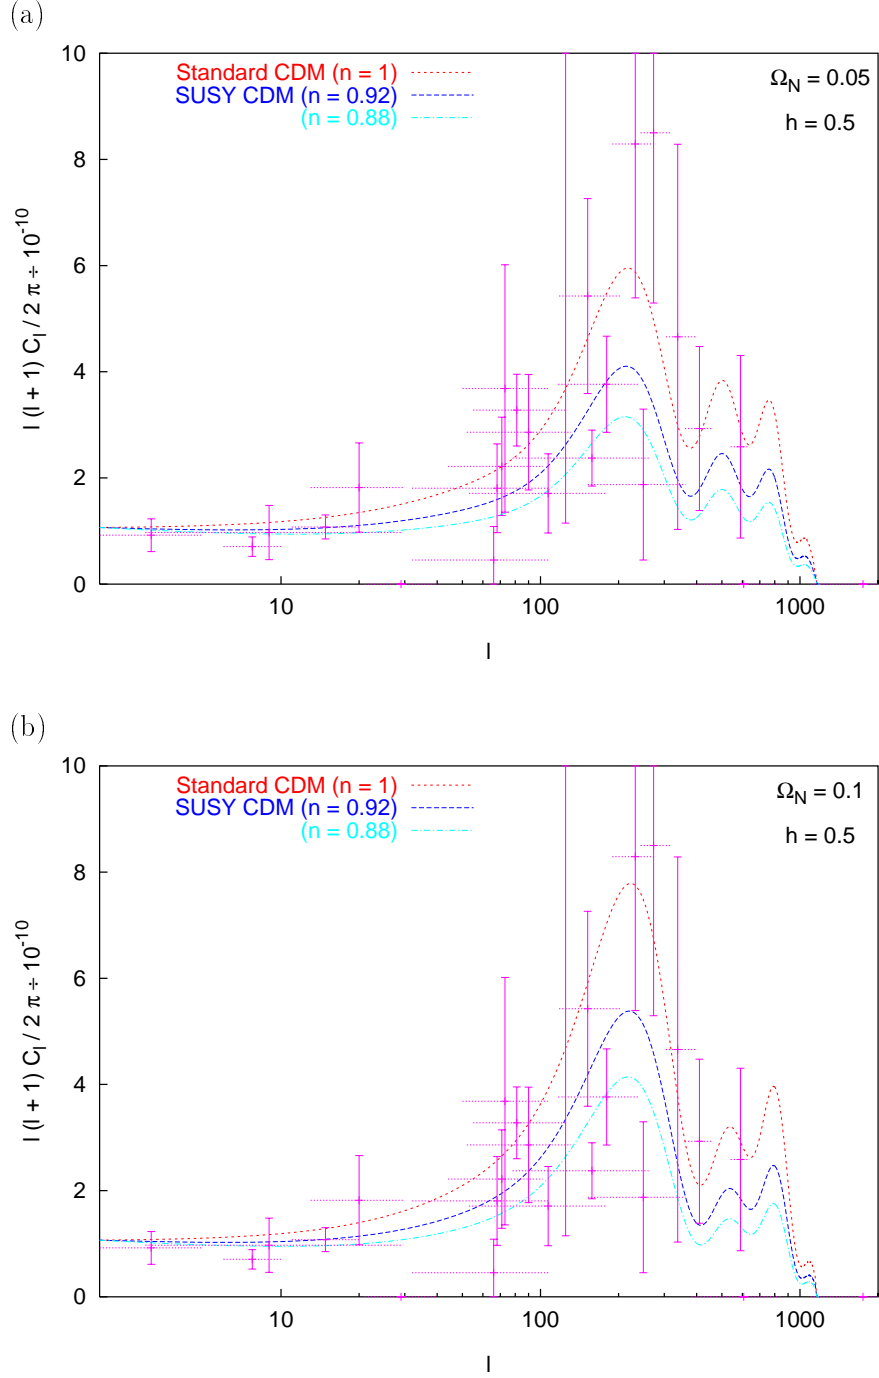 (a)
10
8
6
4
2
0
10
100
1000
l (l + 1) C_l / 2 π ÷ 10^-10
l
Standard CDM (n = 1)
SUSY CDM (n = 0.92)
(n = 0.88)
Ω_N = 0.05
h = 0.5
(b)
10
8
6
4
2
0
10
100
1000
l (l + 1) C_l / 2 π ÷ 10^-10
l
Standard CDM (n = 1)
SUSY CDM (n = 0.92)
(n = 0.88)
Ω_N = 0.1
h = 0.5